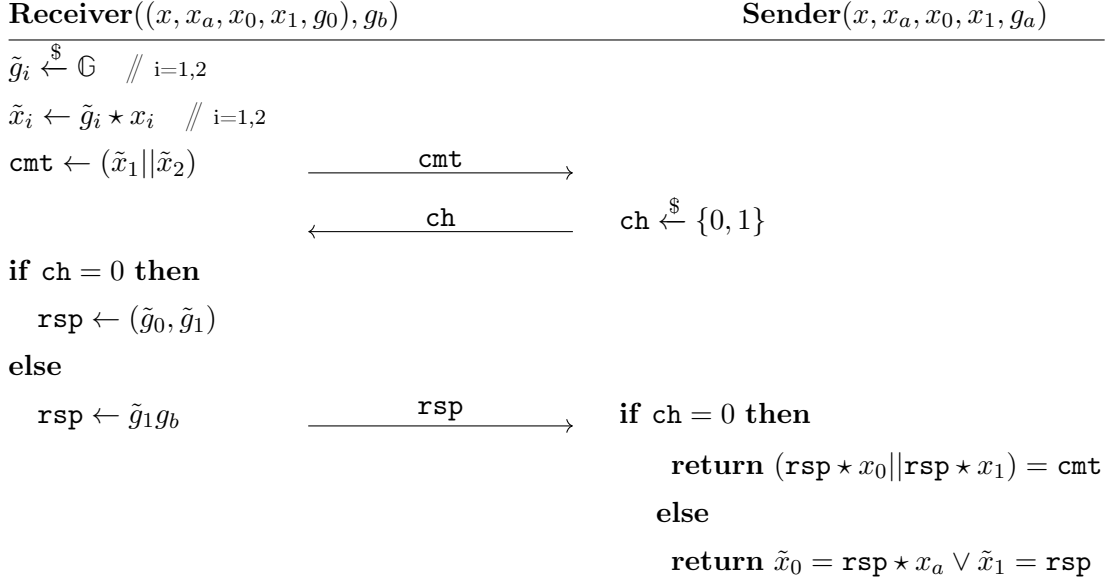 Receiver((x, x_a, x_0, x_1, g_0), g_b) Sender(x, x_a, x_0, x_1, g_a)
g̃_i ←$ 𝔾 // i=1,2
x̃_i ← g̃_i ⋆ x_i // i=1,2
cmt ← (x̃_1||x̃_2) cmt
ch ch ←$ {0, 1}
if ch = 0 then
rsp ← (g̃_0, g̃_1)
else
rsp ← g̃_1g_b rsp if ch = 0 then
return (rsp ⋆ x_0||rsp ⋆ x_1) = cmt
else
return x̃_0 = rsp ⋆ x_a ∨ x̃_1 = rsp